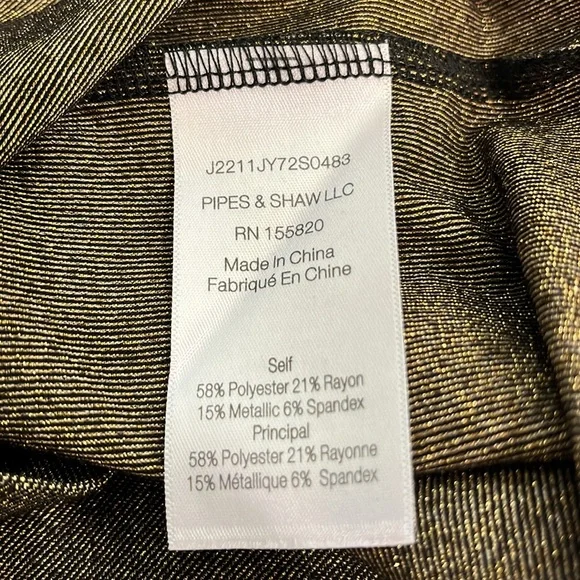 J2211JY72S0483
PIPES & SHAW LLC
RN 155820
Made In China
Fabriqué En Chine
Self
58% Polyester 21% Rayon
15% Metallic 6% Spandex
Principal
58% Polyester 21% Rayonne
15% Métallique 6% Spandex